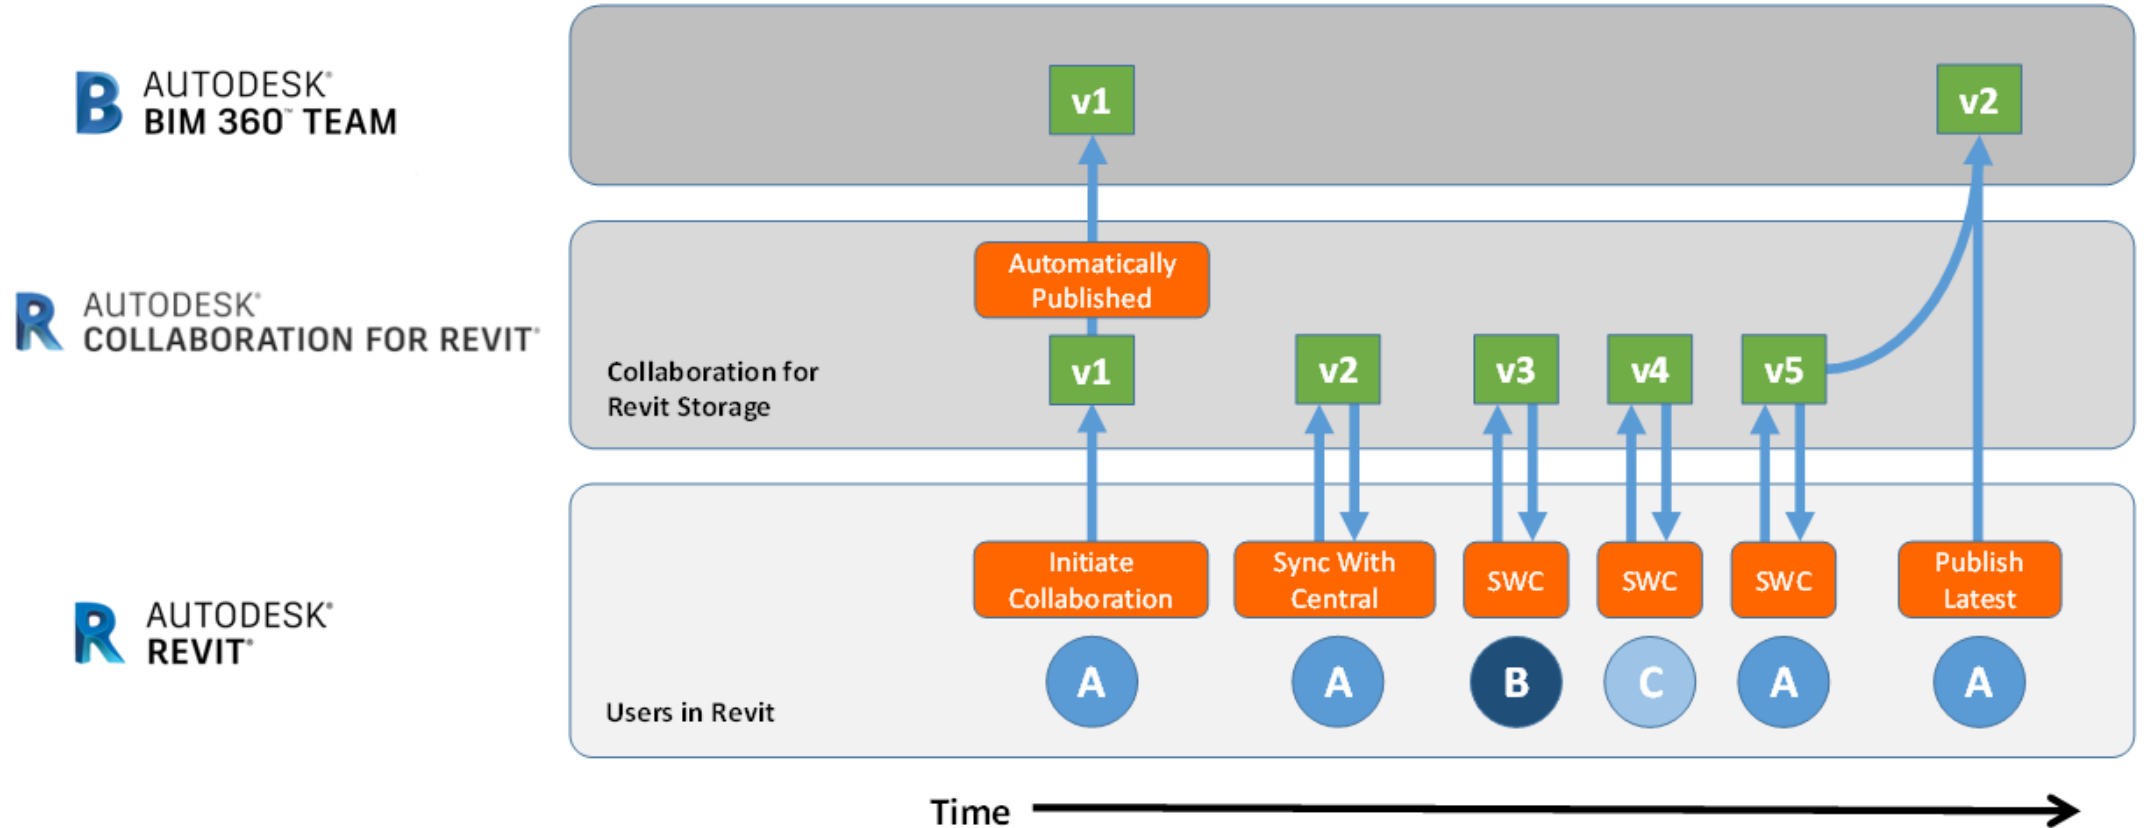 AUTODESK®
BIM 360™ TEAM
v1
v2
AUTODESK®
COLLABORATION FOR REVIT®
Automatically
Published
Collaboration for
Revit Storage
v1
v2
v3
v4
v5
AUTODESK®
REVIT®
Initiate
Collaboration
Sync With
Central
SWC
SWC
SWC
Publish
Latest
Users in Revit
A
A
B
C
A
A
Time